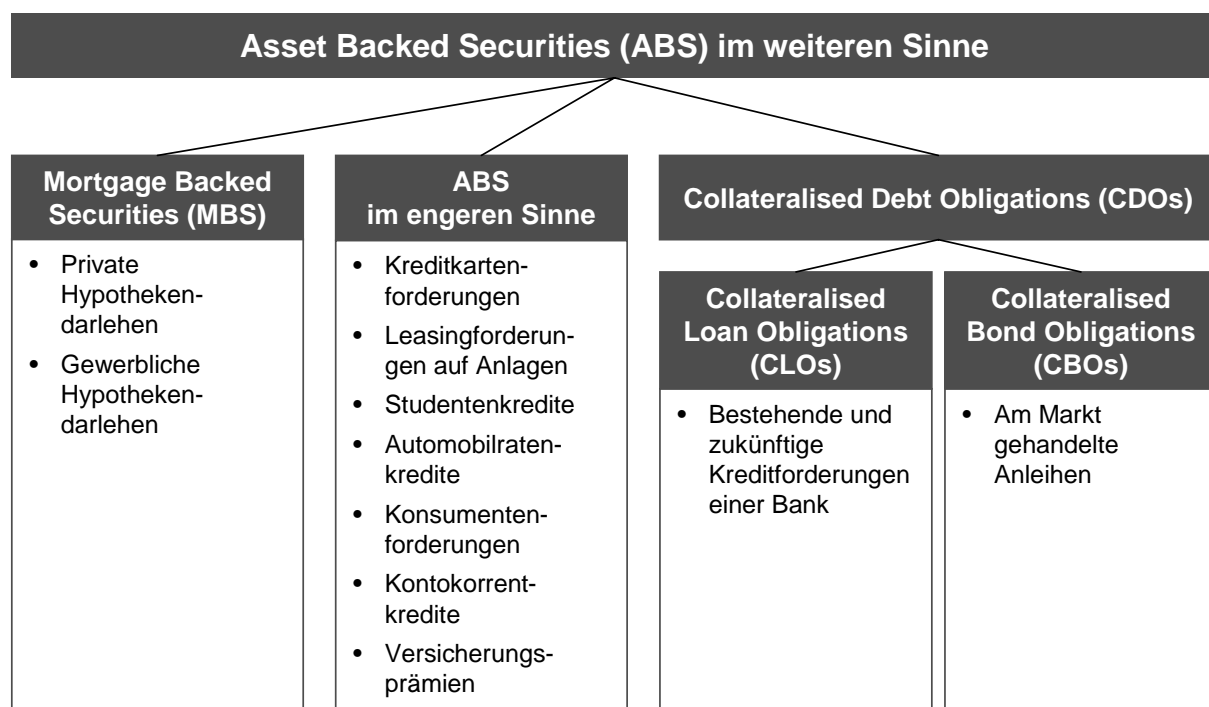 Asset Backed Securities (ABS) im weiteren Sinne
Mortgage Backed
Securities (MBS)
• Private
Hypotheken-
darlehen
• Gewerbliche
Hypotheken-
darlehen
ABS
im engeren Sinne
• Kreditkarten-
forderungen
• Leasingforderun-
gen auf Anlagen
• Studentenkredite
• Automobilraten-
kredite
• Konsumenten-
forderungen
• Kontokorrent-
kredite
• Versicherungs-
prämien
Collateralised Debt Obligations (CDOs)
Collateralised
Loan Obligations
(CLOs)
• Bestehende und
zukünftige
Kreditforderungen
einer Bank
Collateralised
Bond Obligations
(CBOs)
• Am Markt
gehandelte
Anleihen